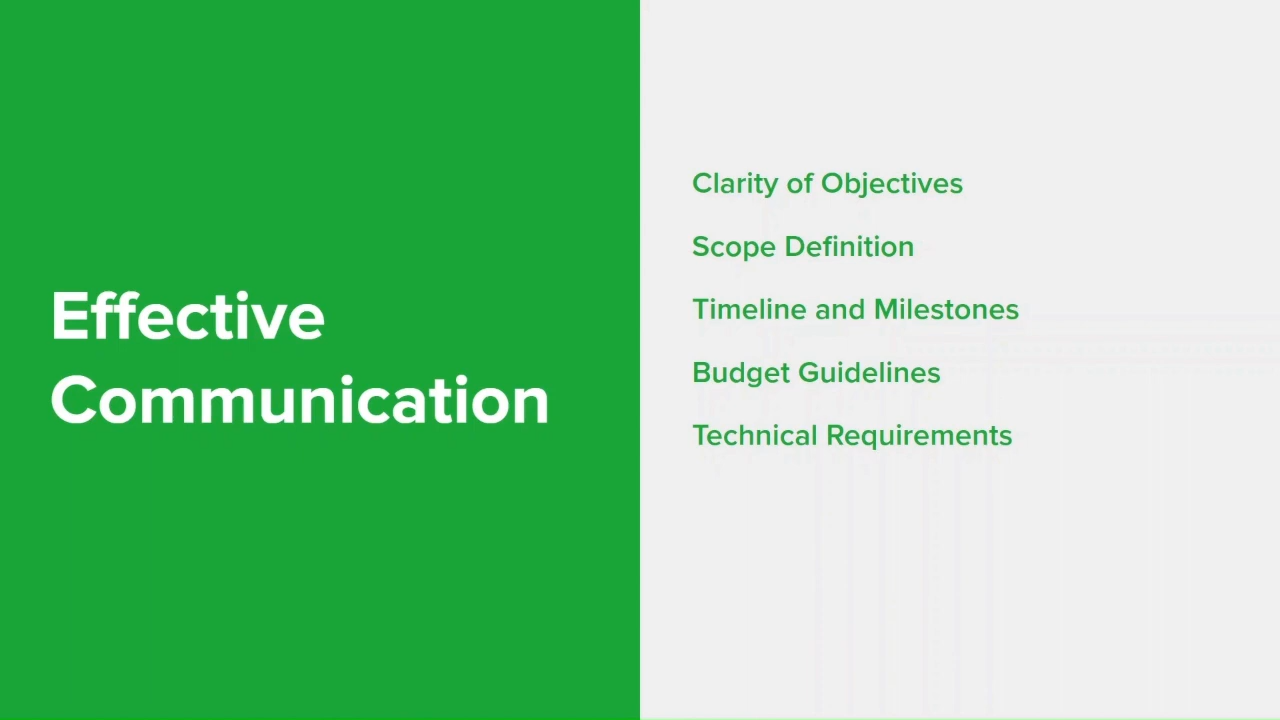 Effective
Communication
Clarity of Objectives
Scope Definition
Timeline and Milestones
Budget Guidelines
Technical Requirements